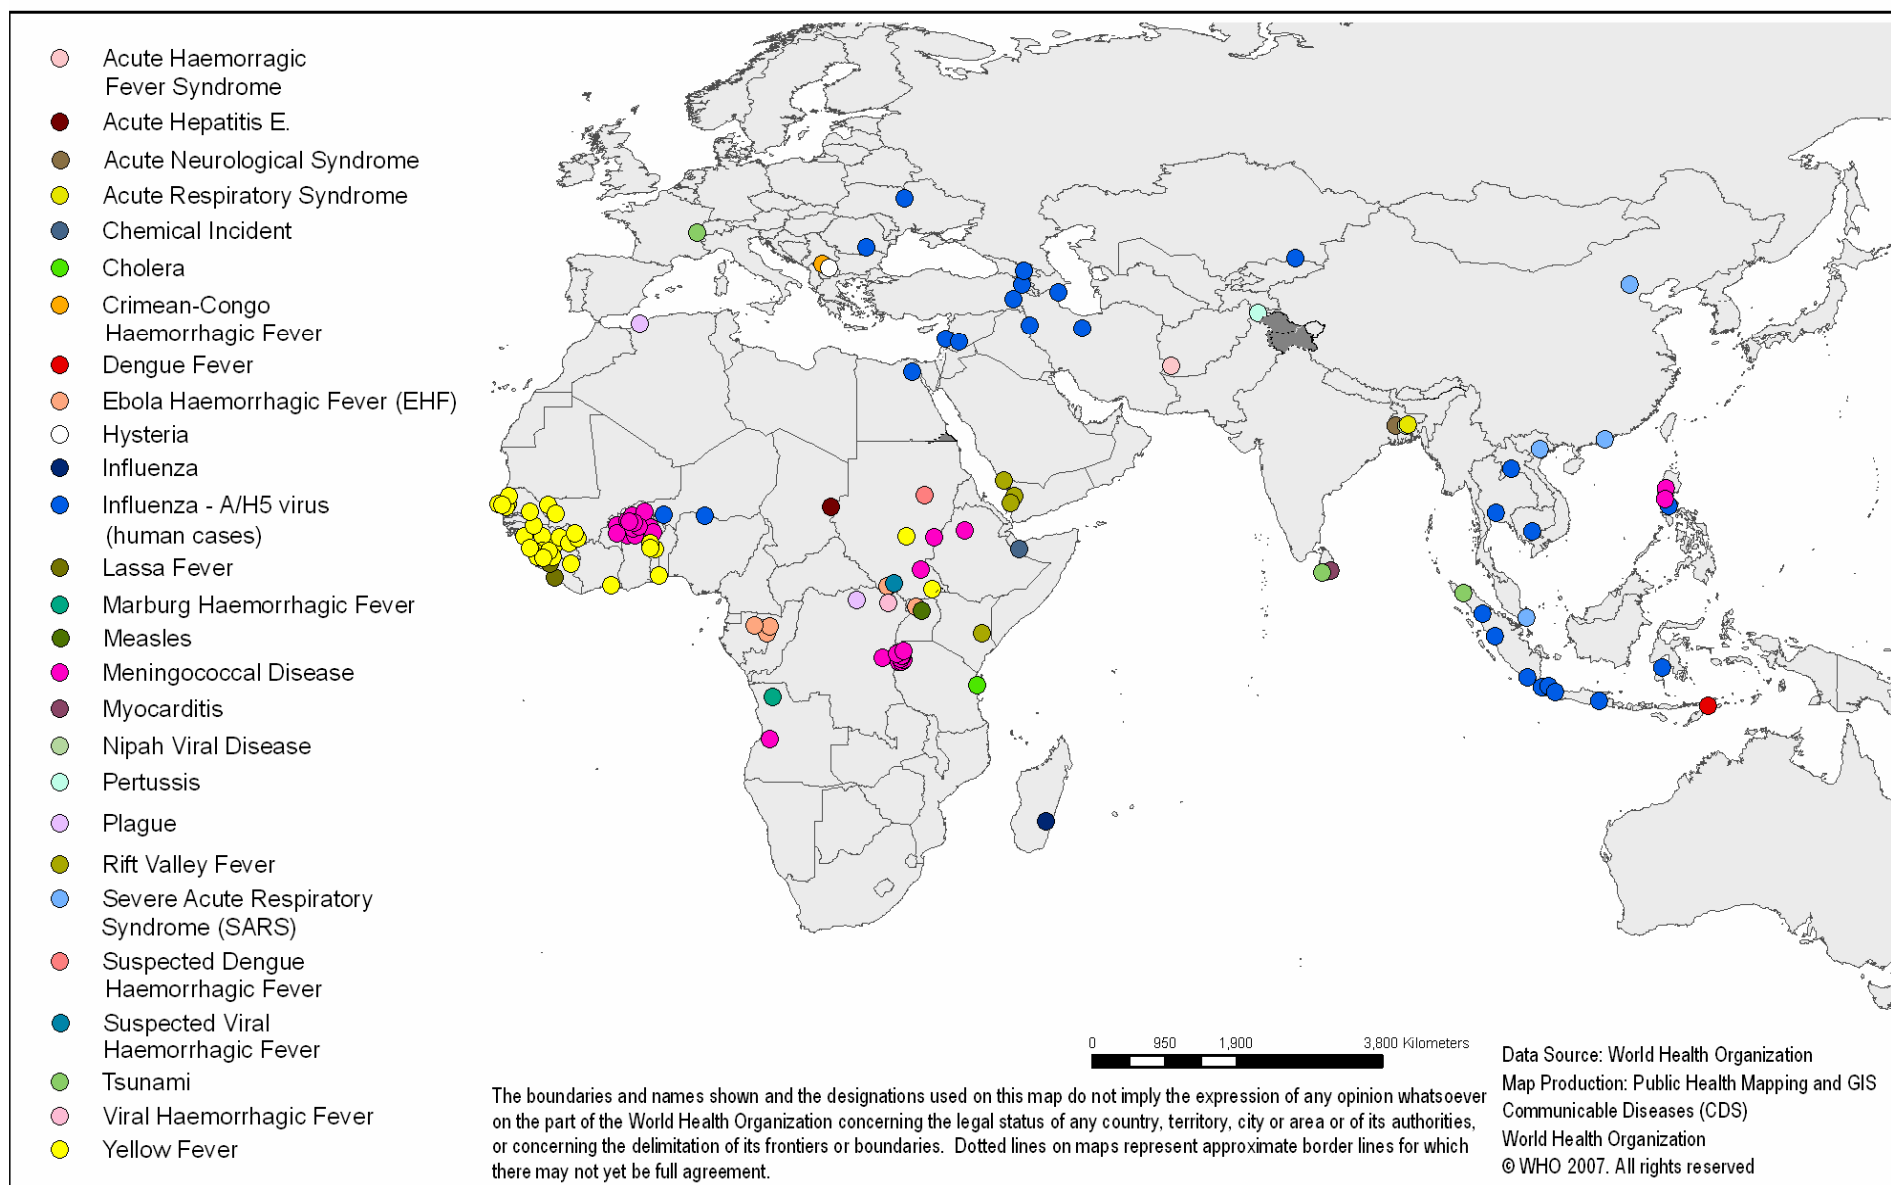 Acute Haemorragic
Fever Syndrome
Acute Hepatitis E.
Acute Neurological Syndrome
Acute Respiratory Syndrome
Chemical Incident
Cholera
Crimean-Congo
Haemorrhagic Fever
Dengue Fever
Ebola Haemorrhagic Fever (EHF)
Hysteria
Influenza
Influenza - A/H5 virus
(human cases)
Lassa Fever
Marburg Haemorrhagic Fever
Measles
Meningococcal Disease
Myocarditis
Nipah Viral Disease
Pertussis
Plague
Rift Valley Fever
Severe Acute Respiratory
Syndrome (SARS)
Suspected Dengue
Haemorrhagic Fever
Suspected Viral
Haemorrhagic Fever
Tsunami
Viral Haemorrhagic Fever
Yellow Fever
0 950 1,900 3,800 Kilometers
The boundaries and names shown and the designations used on this map do not imply the expression of any opinion whatsoever
on the part of the World Health Organization concerning the legal status of any country, territory, city or area or of its authorities,
or concerning the delimitation of its frontiers or boundaries. Dotted lines on maps represent approximate border lines for which
there may not yet be full agreement.
Data Source: World Health Organization
Map Production: Public Health Mapping and GIS
Communicable Diseases (CDS)
World Health Organization
© WHO 2007. All rights reserved